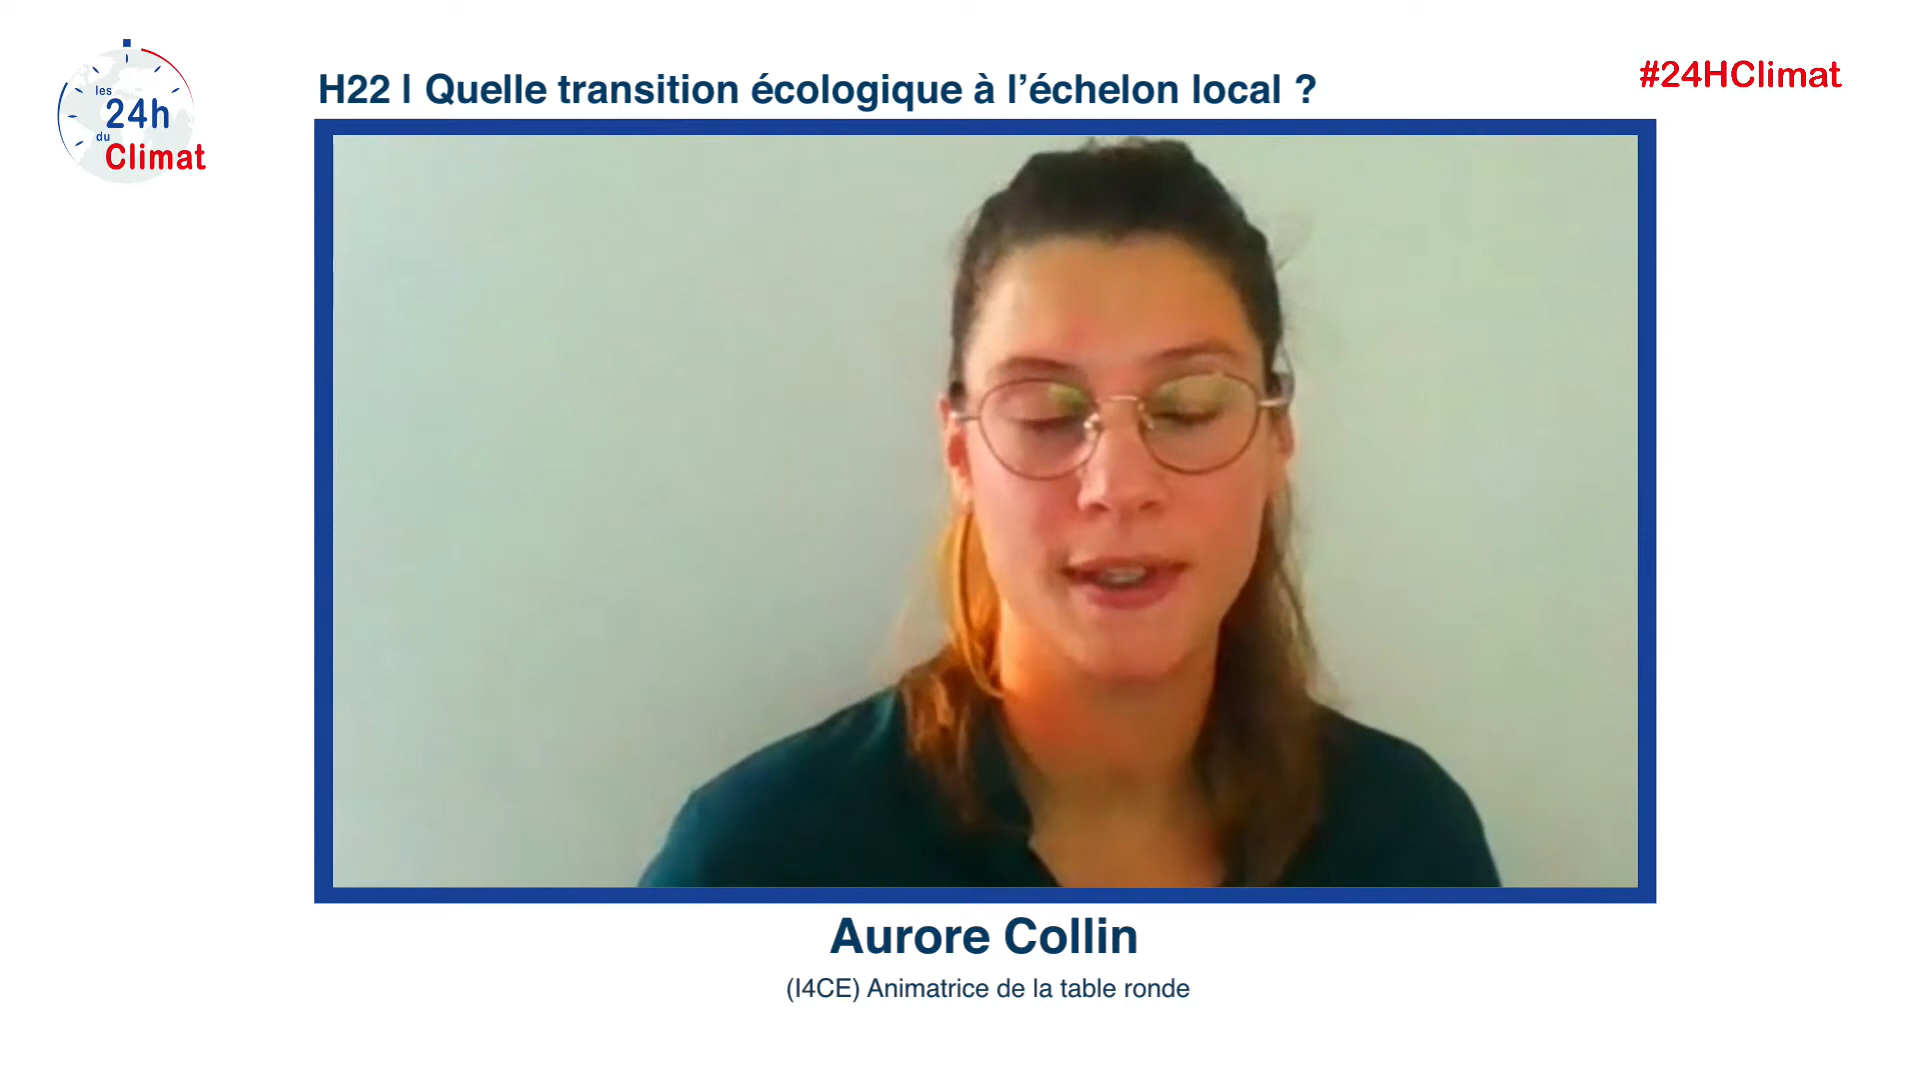 les
24h
du
Climat
H22 | Quelle transition écologique à l’échelon local ?
#24HClimat
Aurore Collin
(I4CE) Animatrice de la table ronde